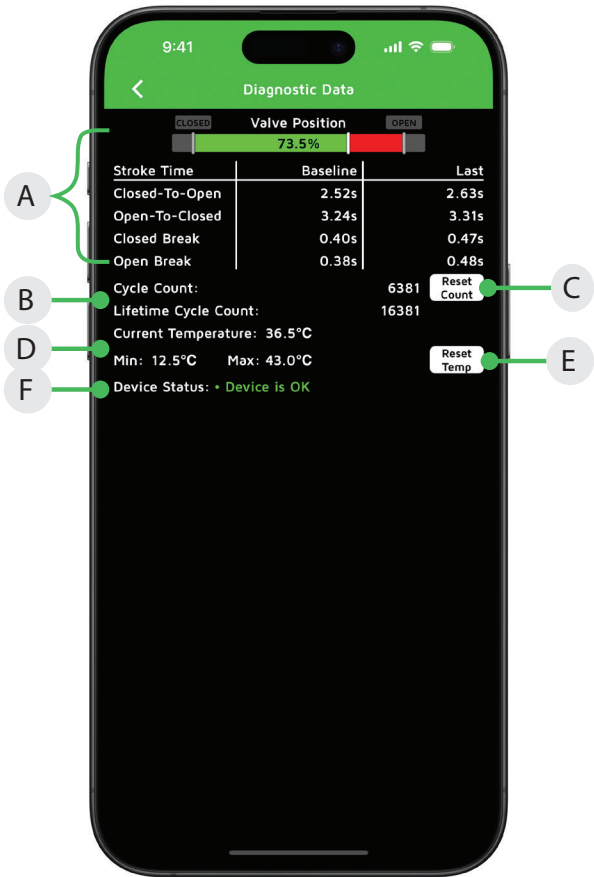 9:41
Diagnostic Data
CLOSED Valve Position OPEN
73.5%
Stroke Time Baseline Last
Closed-To-Open 2.52s 2.63s
A
Open-To-Closed 3.24s 3.31s
Closed Break 0.40s 0.47s
Open Break 0.38s 0.48s
B
Cycle Count: 6381 Reset Count
C
Lifetime Cycle Count: 16381
D
Current Temperature: 36.5°C
Min: 12.5°C Max: 43.0°C Reset Temp
E
F
Device Status: • Device is OK